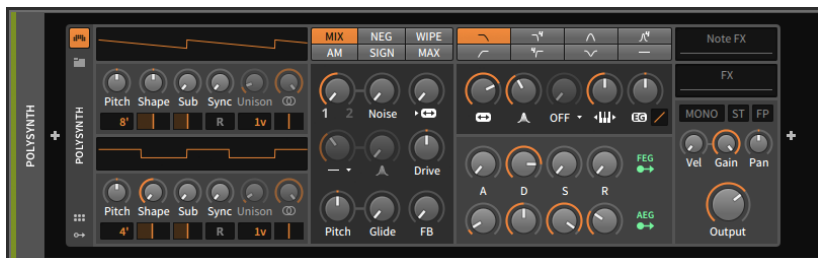 POLYSYNTH
POLYSYNTH
Pitch Shape Sub Sync Unison
8' R 1v
Pitch Shape Sub Sync Unison
4' R 1v
MIX NEG WIPE
AM SIGN MAX
1 2 Noise
Drive
Pitch Glide FB
OFF EG
A D S R
FEG
AEG
Note FX
FX
MONO ST FP
Vel Gain Pan
Output